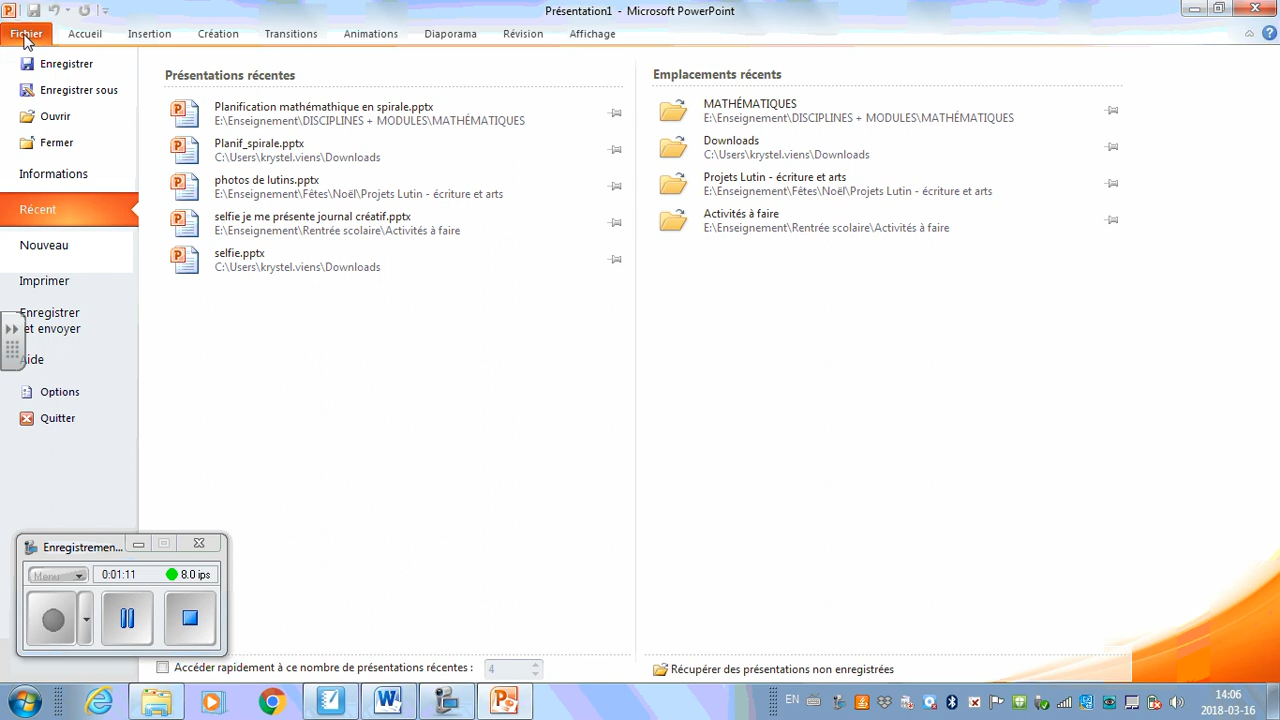 Présentation1 - Microsoft PowerPoint
Fichier Accueil Insertion Création Transitions Animations Diaporama Révision Affichage
Enregistrer
Enregistrer sous
Ouvrir
Fermer
Informations
Récent
Nouveau
Imprimer
Enregistrer
et envoyer
Aide
Options
Quitter
Présentations récentes
Planification mathémathique en spirale.pptx
E:\Enseignement\DISCIPLINES + MODULES\MATHÉMATIQUES
Planif_spirale.pptx
C:\Users\krystel.viens\Downloads
photos de lutins.pptx
E:\Enseignement\Fêtes\Noël\Projets Lutin - écriture et arts
selfie je me présente journal créatif.pptx
E:\Enseignement\Rentrée scolaire\Activités à faire
selfie.pptx
C:\Users\krystel.viens\Downloads
Emplacements récents
MATHÉMATIQUES
E:\Enseignement\DISCIPLINES + MODULES\MATHÉMATIQUES
Downloads
C:\Users\krystel.viens\Downloads
Projets Lutin - écriture et arts
E:\Enseignement\Fêtes\Noël\Projets Lutin - écriture et arts
Activités à faire
E:\Enseignement\Rentrée scolaire\Activités à faire
Enregistremen...
Menu 0:01:11 8.0 ips
Accéder rapidement à ce nombre de présentations récentes : 4
Récupérer des présentations non enregistrées
EN
14:06
2018-03-16